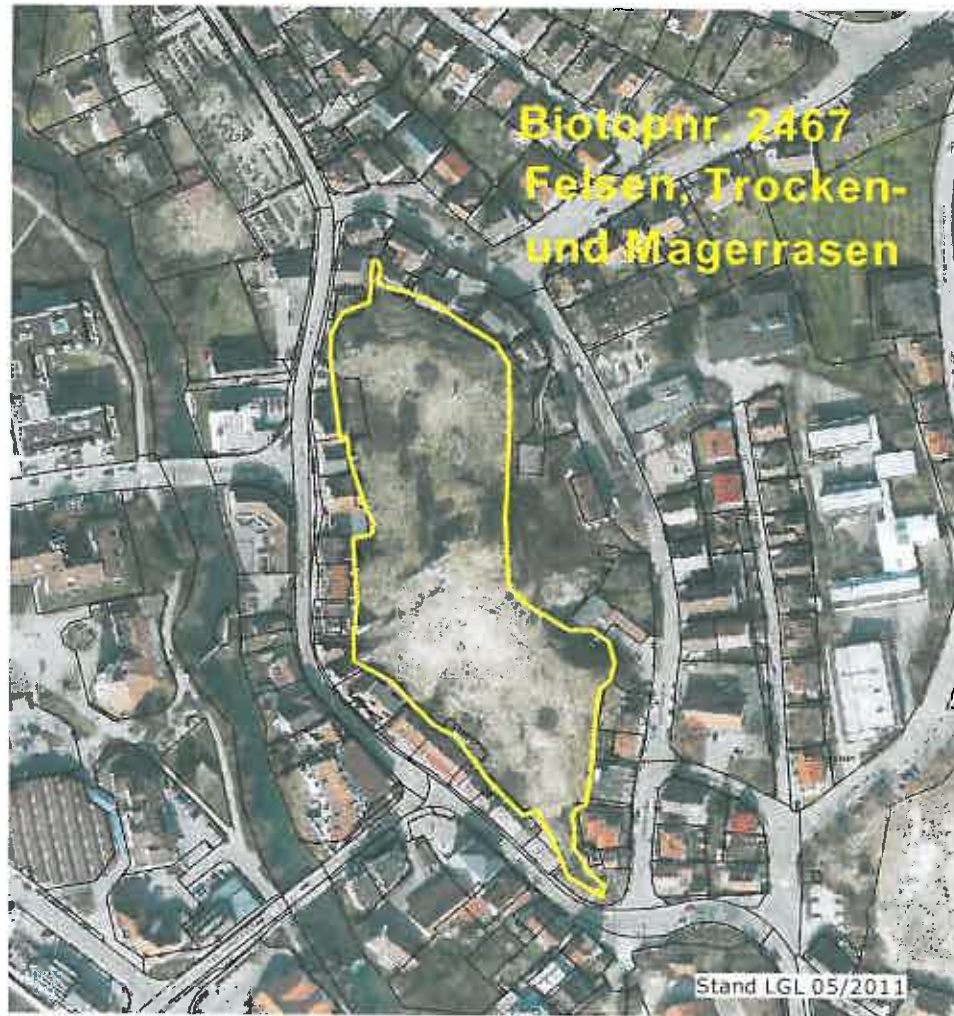 Biotopnr. 2467
Felsen, Trocken-
und Magerrasen
Stand LGL 05/2011